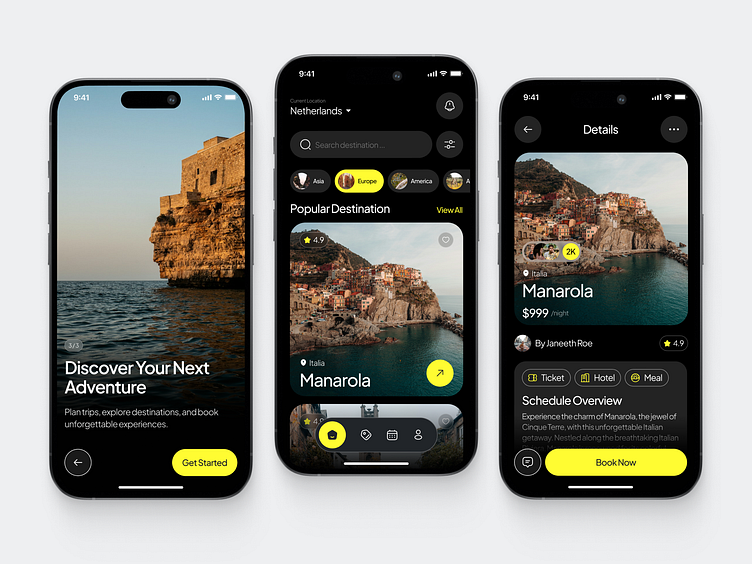 9:41
3/3
Discover Your Next
Adventure
Plan trips, explore destinations, and book
unforgettable experiences.
Get Started
9:41
Current Location
Netherlands
Search destination...
Asia
Europe
America
A
Popular Destination
View All
4.9
Italia
Manarola
4.9
9:41
Details
2K
Italia
Manarola
$999 /night
By Janeeth Roe
4.9
Ticket
Hotel
Meal
Schedule Overview
Experience the charm of Manarola, the jewel of
Cinque Terre, with this unforgettable Italian
getaway. Nestled along the breathtaking Italian
Book Now